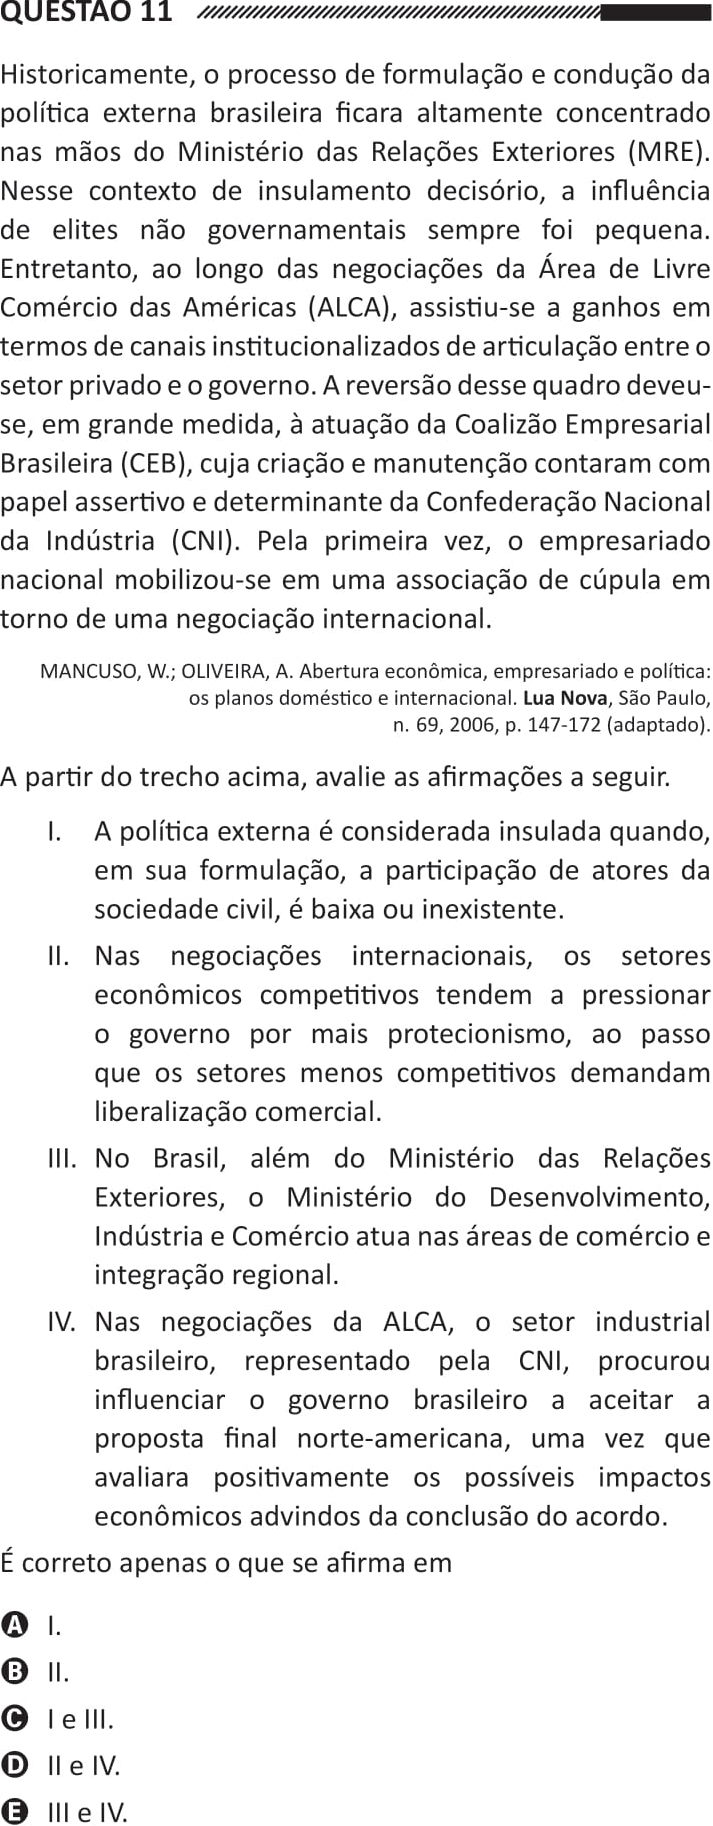 QUESTÃO 11
Historicamente, o processo de formulação e condução da
política externa brasileira ficara altamente concentrado
nas mãos do Ministério das Relações Exteriores (MRE).
Nesse contexto de insulamento decisório, a influência
de elites não governamentais sempre foi pequena.
Entretanto, ao longo das negociações da Área de Livre
Comércio das Américas (ALCA), assistiu-se a ganhos em
termos de canais institucionalizados de articulação entre o
setor privado e o governo. A reversão desse quadro deveu-
se, em grande medida, à atuação da Coalizão Empresarial
Brasileira (CEB), cuja criação e manutenção contaram com
papel assertivo e determinante da Confederação Nacional
da Indústria (CNI). Pela primeira vez, o empresariado
nacional mobilizou-se em uma associação de cúpula em
torno de uma negociação internacional.
MANCUSO, W.; OLIVEIRA, A. Abertura econômica, empresariado e política:
os planos doméstico e internacional. Lua Nova, São Paulo,
n. 69, 2006, p. 147-172 (adaptado).
A partir do trecho acima, avalie as afirmações a seguir.
I. A política externa é considerada insulada quando,
em sua formulação, a participação de atores da
sociedade civil, é baixa ou inexistente.
II. Nas negociações internacionais, os setores
econômicos competitivos tendem a pressionar
o governo por mais protecionismo, ao passo
que os setores menos competitivos demandam
liberalização comercial.
III. No Brasil, além do Ministério das Relações
Exteriores, o Ministério do Desenvolvimento,
Indústria e Comércio atua nas áreas de comércio e
integração regional.
IV. Nas negociações da ALCA, o setor industrial
brasileiro, representado pela CNI, procurou
influenciar o governo brasileiro a aceitar a
proposta final norte-americana, uma vez que
avaliara positivamente os possíveis impactos
econômicos advindos da conclusão do acordo.
É correto apenas o que se afirma em
A I.
B II.
C I e III.
D II e IV.
E III e IV.